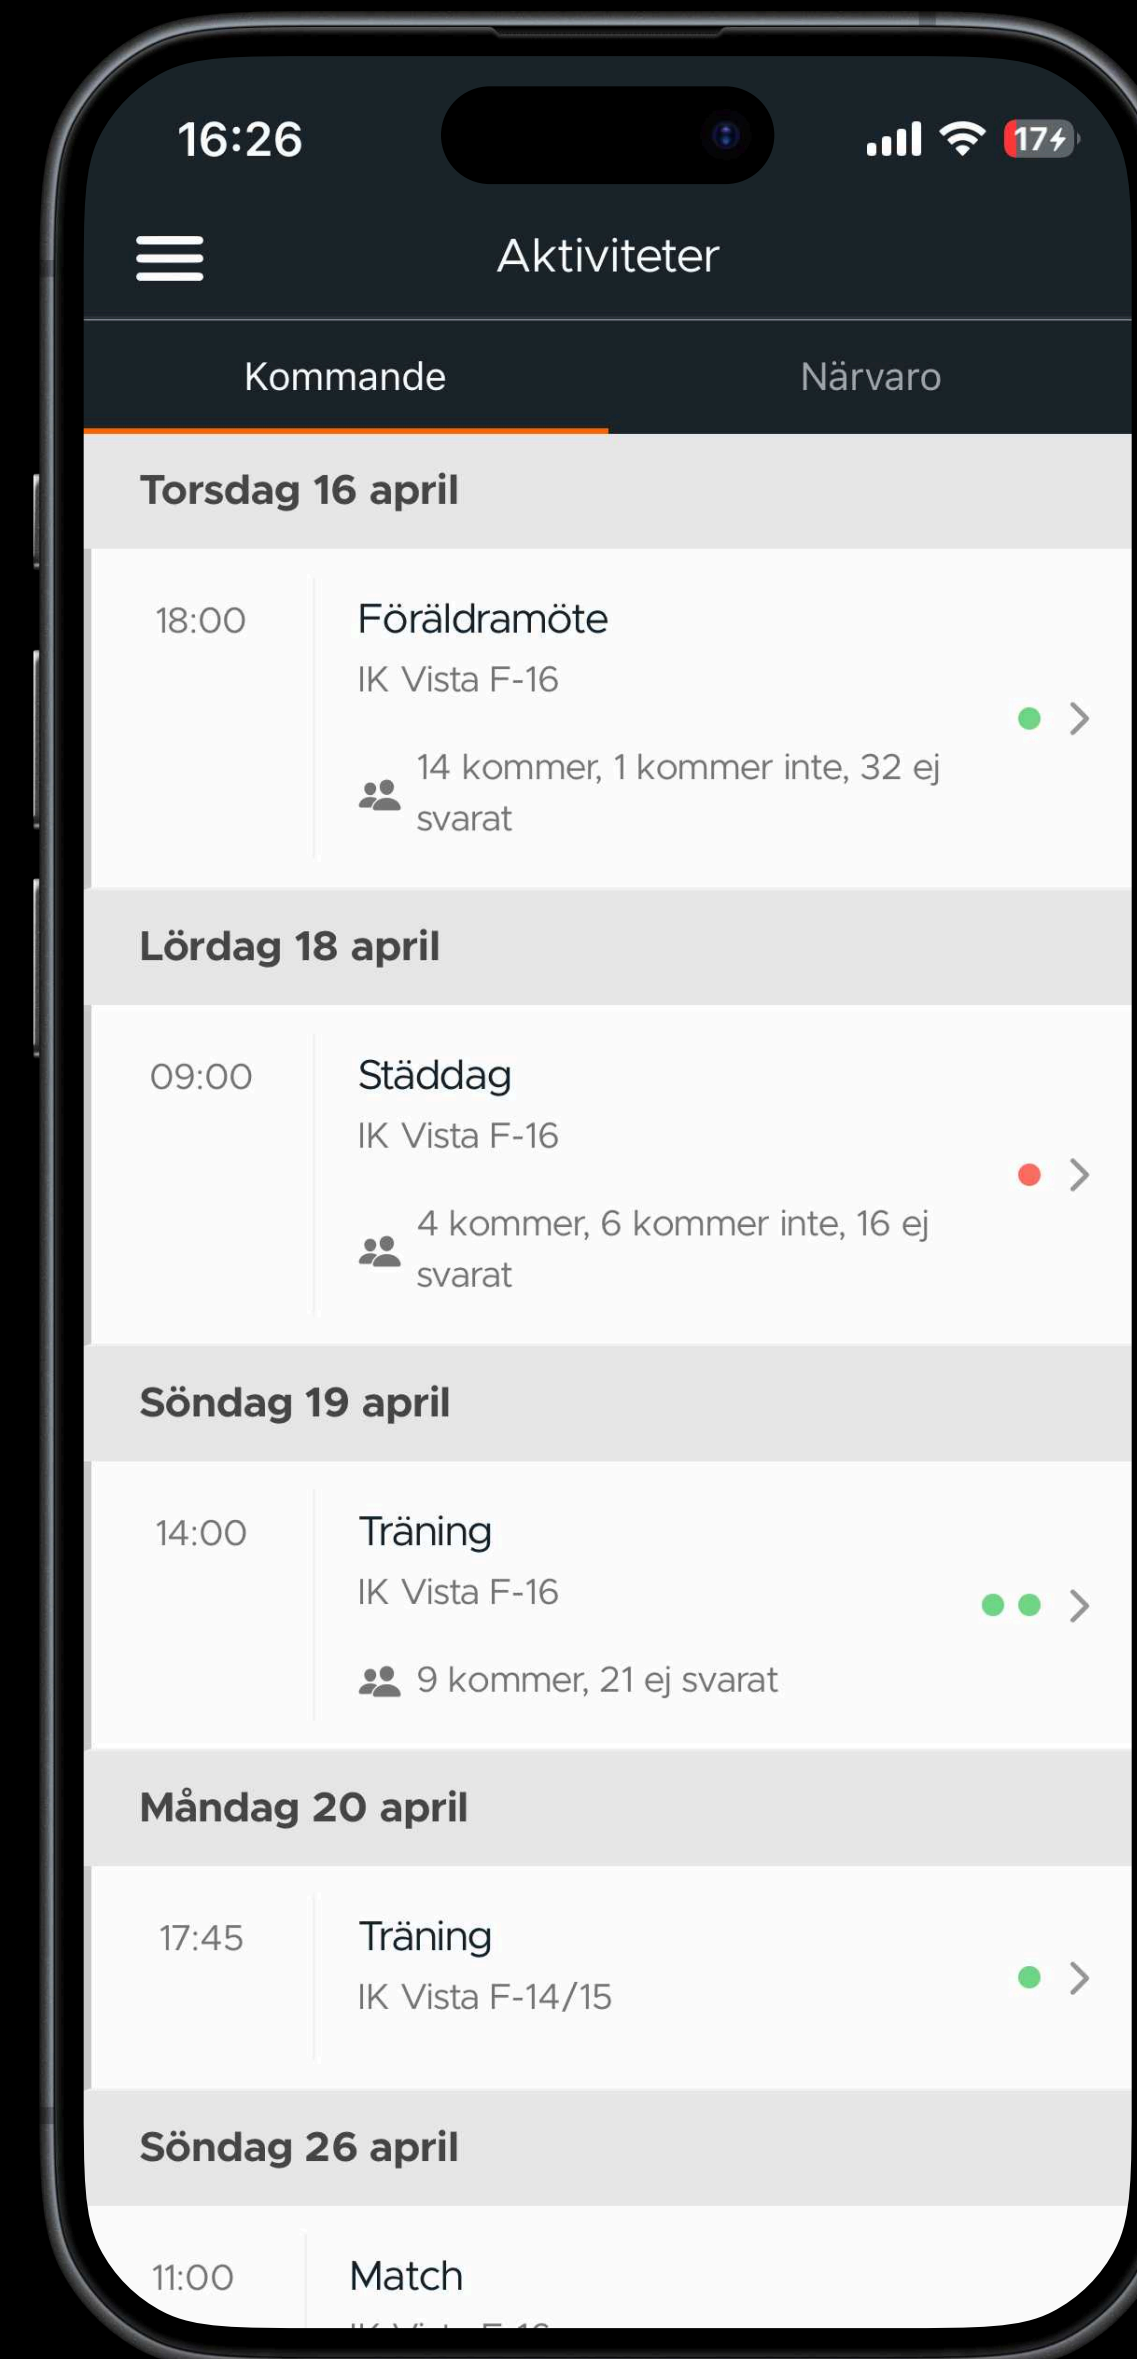 16:26
17
Aktiviteter
Kommande
Närvaro
Torsdag 16 april
18:00
Föräldramöte
IK Vista F-16
14 kommer, 1 kommer inte, 32 ej
svarat
Lördag 18 april
09:00
Städdag
IK Vista F-16
4 kommer, 6 kommer inte, 16 ej
svarat
Söndag 19 april
14:00
Träning
IK Vista F-16
9 kommer, 21 ej svarat
Måndag 20 april
17:45
Träning
IK Vista F-14/15
Söndag 26 april
11:00
Match